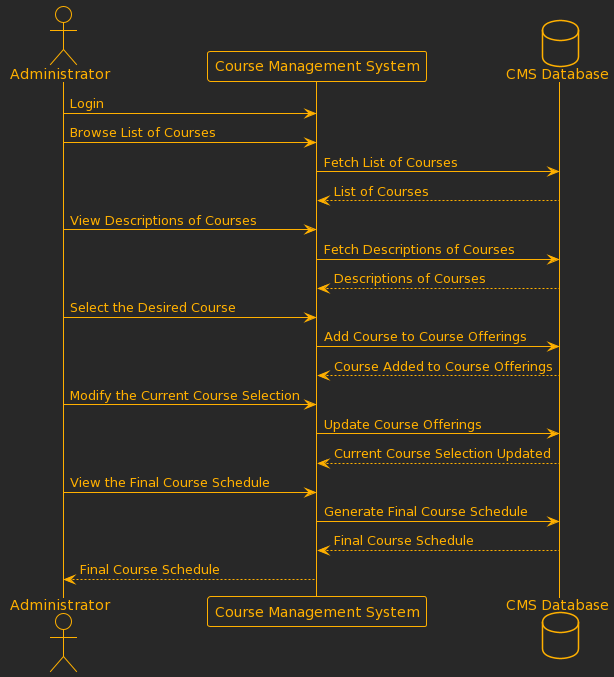 Administrator
Course Management System
CMS Database
Login
Browse List of Courses
Fetch List of Courses
List of Courses
View Descriptions of Courses
Fetch Descriptions of Courses
Descriptions of Courses
Select the Desired Course
Add Course to Course Offerings
Course Added to Course Offerings
Modify the Current Course Selection
Update Course Offerings
Current Course Selection Updated
View the Final Course Schedule
Generate Final Course Schedule
Final Course Schedule
Final Course Schedule
Administrator
Course Management System
CMS Database